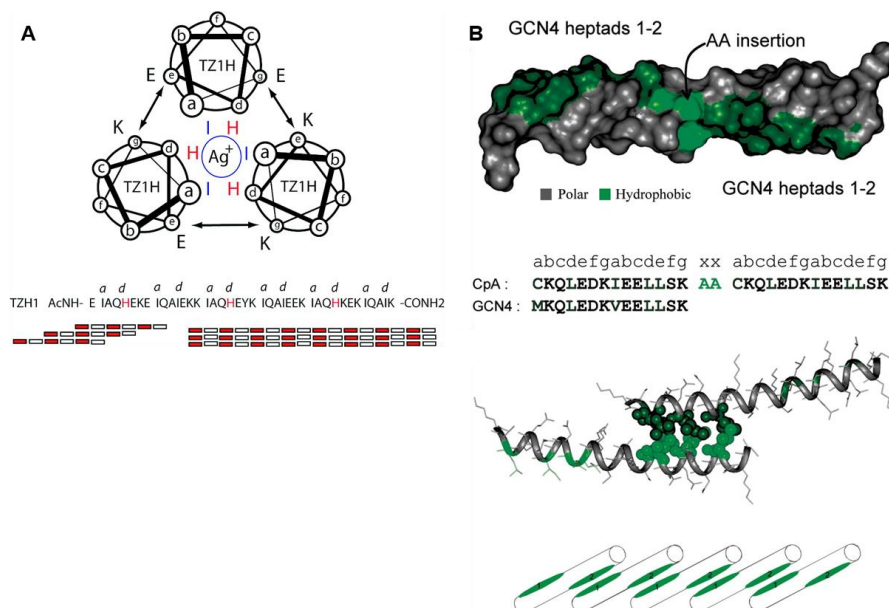 A
f
b
c
TZ1H
E
e
g
E
a
d
K
I
H
K
g
d
H
Ag+
I
a
b
c
TZ1H
I
H
d
TZ1H
f
a
f
b
e
g
c
e
E
K
a d a d a d a d a d a d
TZH1 AcNH- E IAQHEKE IQAIEKK IAQHEYK IQAIEEK IAQHKEK IQAIK -CONH2
B
GCN4 heptads 1-2
AA insertion
Polar
Hydrophobic
GCN4 heptads 1-2
abcdefgabcdefg xx abcdefgabcdefg
CpA : CKQLEDKIEELLSK AA CKQLEDKIEELLSK
GCN4 : MKQLEDKVEELLSK